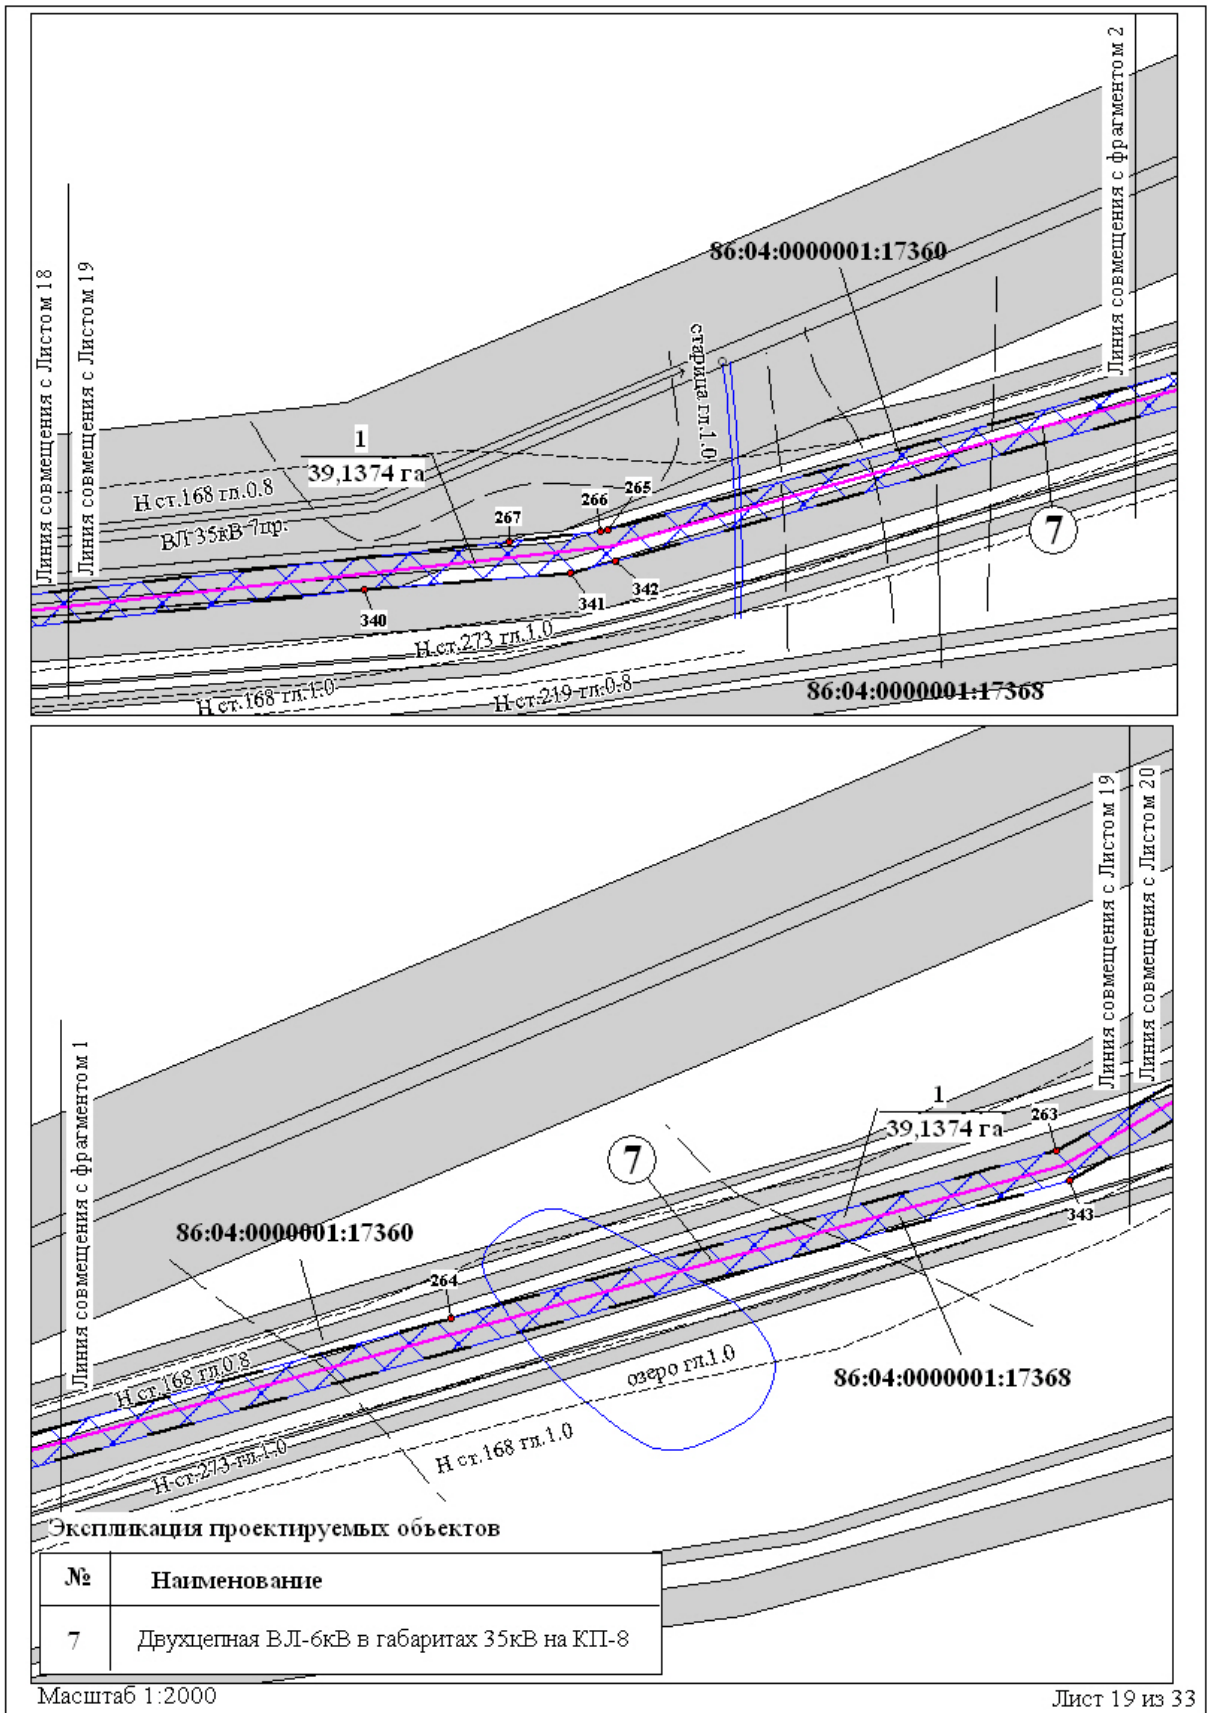 Линия совмещения с Листом 18
Линия совмещения с Листом 19
Линия совмещения с фрагментом 2
86:04:0000001:17360
старица гл.1.0
1
39,1374 га
Н ст.168 гл.0.8
ВЛ 35кВ 7пр.
267
266
265
7
340
341
342
Н ст.273 гл.1.0
Н ст.168 гл.1.0
Н ст.219 гл.0.8
86:04:0000001:17368
Линия совмещения с Листом 19
Линия совмещения с Листом 20
Линия совмещения с фрагментом 1
1
39,1374 га
263
7
343
86:04:0000001:17360
264
Н ст.168 гл.0.8
озеро гл.1.0
86:04:0000001:17368
Н ст.273 гл.1.0
Н ст.168 гл.1.0
Экспликация проектируемых объектов
№ Наименование
7 Двухцепная ВЛ-6кВ в габаритах 35кВ на КП-8
Масштаб 1:2000
Лист 19 из 33